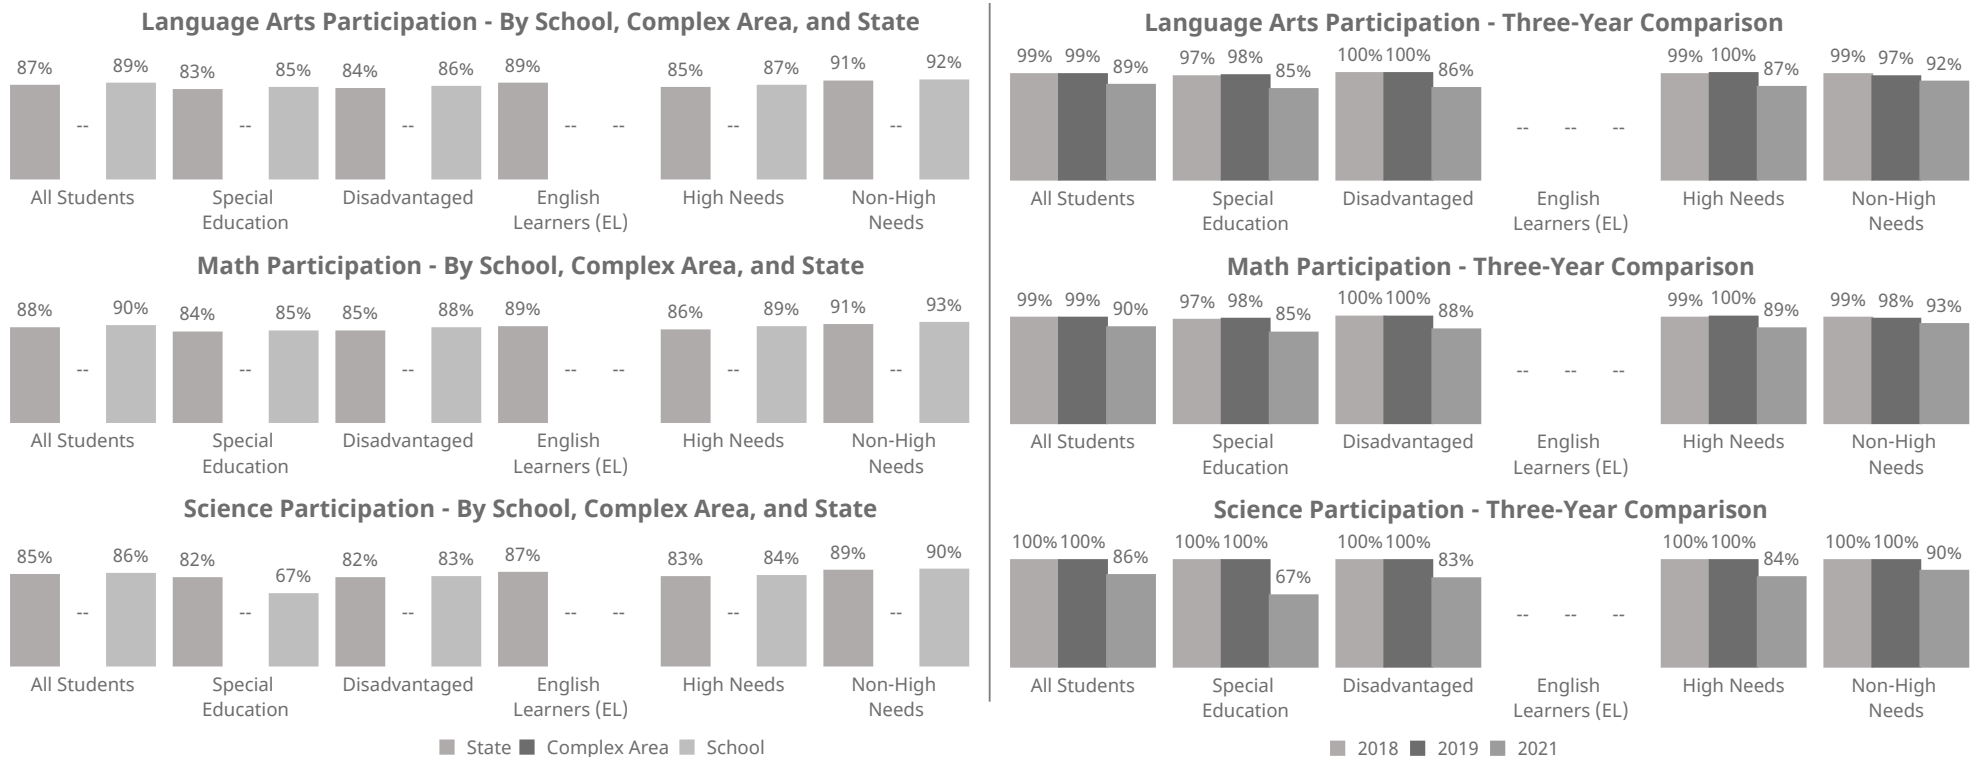 Language Arts Participation - By School, Complex Area, and State
87% -- 89% 83% -- 85% 84% -- 86% 89% -- -- 85% -- 87% 91% -- 92%
All Students Special Education Disadvantaged English Learners (EL) High Needs Non-High Needs
Math Participation - By School, Complex Area, and State
88% -- 90% 84% -- 85% 85% -- 88% 89% -- -- 86% -- 89% 91% -- 93%
All Students Special Education Disadvantaged English Learners (EL) High Needs Non-High Needs
Science Participation - By School, Complex Area, and State
85% -- 86% 82% -- 67% 82% -- 83% 87% -- -- 83% -- 84% 89% -- 90%
All Students Special Education Disadvantaged English Learners (EL) High Needs Non-High Needs
State Complex Area School
Language Arts Participation - Three-Year Comparison
99% 99% 89% 97% 98% 85% 100% 100% 86% -- -- -- 99% 100% 87% 99% 97% 92%
All Students Special Education Disadvantaged English Learners (EL) High Needs Non-High Needs
Math Participation - Three-Year Comparison
99% 99% 90% 97% 98% 85% 100% 100% 88% -- -- -- 99% 100% 89% 99% 98% 93%
All Students Special Education Disadvantaged English Learners (EL) High Needs Non-High Needs
Science Participation - Three-Year Comparison
100% 100% 86% 100% 100% 67% 100% 100% 83% -- -- -- 100% 100% 84% 100% 100% 90%
All Students Special Education Disadvantaged English Learners (EL) High Needs Non-High Needs
2018 2019 2021